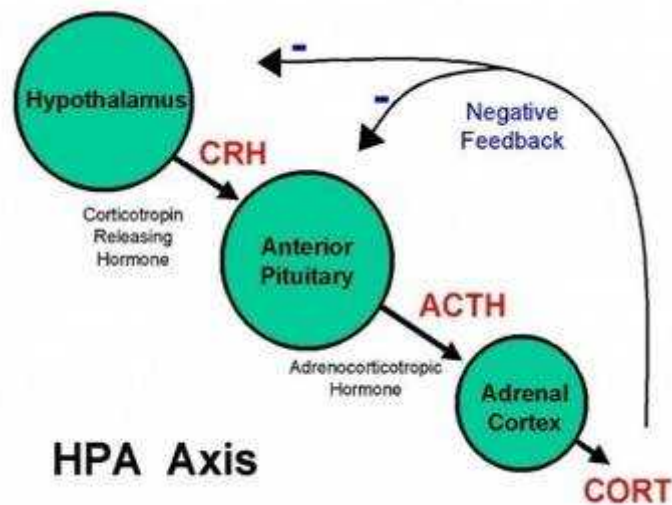 Hypothalamus
-
-
Negative
Feedback
CRH
Corticotropin
Releasing
Hormone
Anterior
Pituitary
ACTH
Adrenocorticotropic
Hormone
Adrenal
Cortex
HPA Axis
CORT